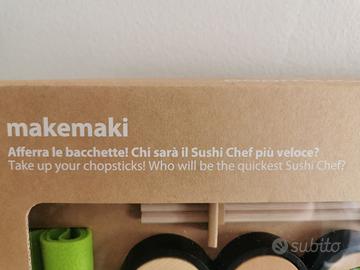 makemaki
Afferra le bacchette! Chi sarà il Sushi Chef più veloce?
Take up your chopsticks! Who will be the quickest Sushi Chef?
subito